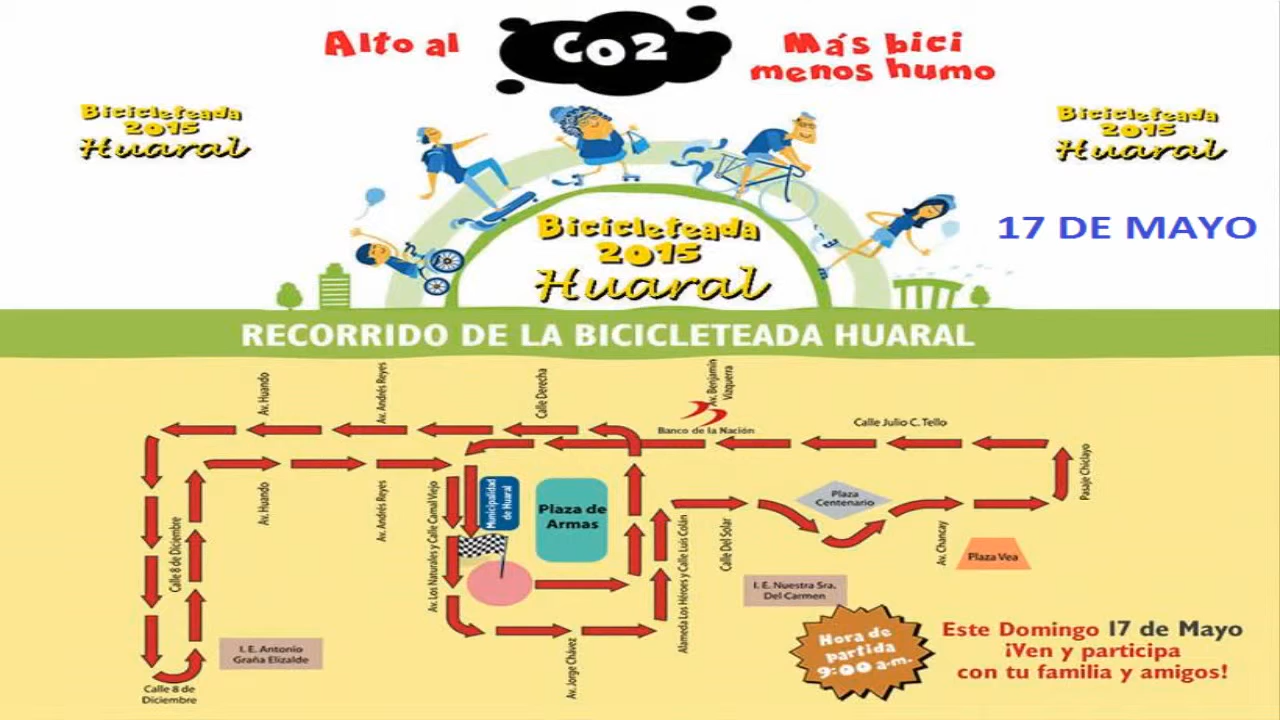 Alto al
CO2
Más bici
menos humo
Bicicleteada
2015
Huaral
Bicicleteada
2015
Huaral
17 DE MAYO
Bicicleteada
2015
Huaral
RECORRIDO DE LA BICICLETEADA HUARAL
Av. Huando
Av. Andrés Reyes
Calle Derecha
Av. Benjamín
Vizquerra
Banco de la Nación
Calle Julio C. Tello
Pasaje Chiclayo
Av. Huando
Av. Andrés Reyes
Av. Los Naturales y Calle Camal Viejo
Municipalidad
de Huaral
Plaza de
Armas
Plaza
Centenario
Calle 8 de Diciembre
Alameda Los Héroes y Calle Luis Colán
Calle Del Solar
Av. Chancay
Plaza Vea
I. E. Nuestra Sra.
Del Carmen
I. E. Antonio
Graña Elizalde
Calle 8 de
Diciembre
Av. Jorge Chávez
Hora de
partida
9:00 a.m.
Este Domingo 17 de Mayo
¡Ven y participa
con tu familia y amigos!